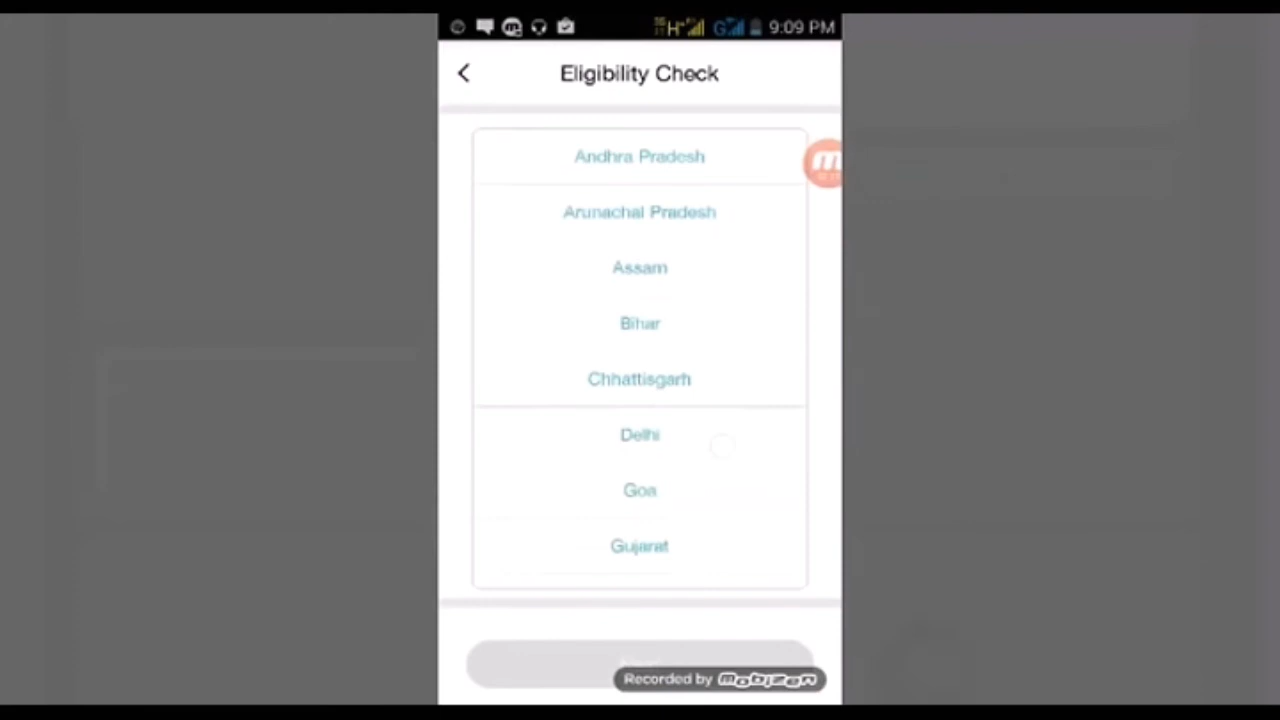 9:09 PM
Eligibility Check
Andhra Pradesh
Arunachal Pradesh
Assam
Bihar
Chhattisgarh
Delhi
Goa
Gujarat
Recorded by mobizen